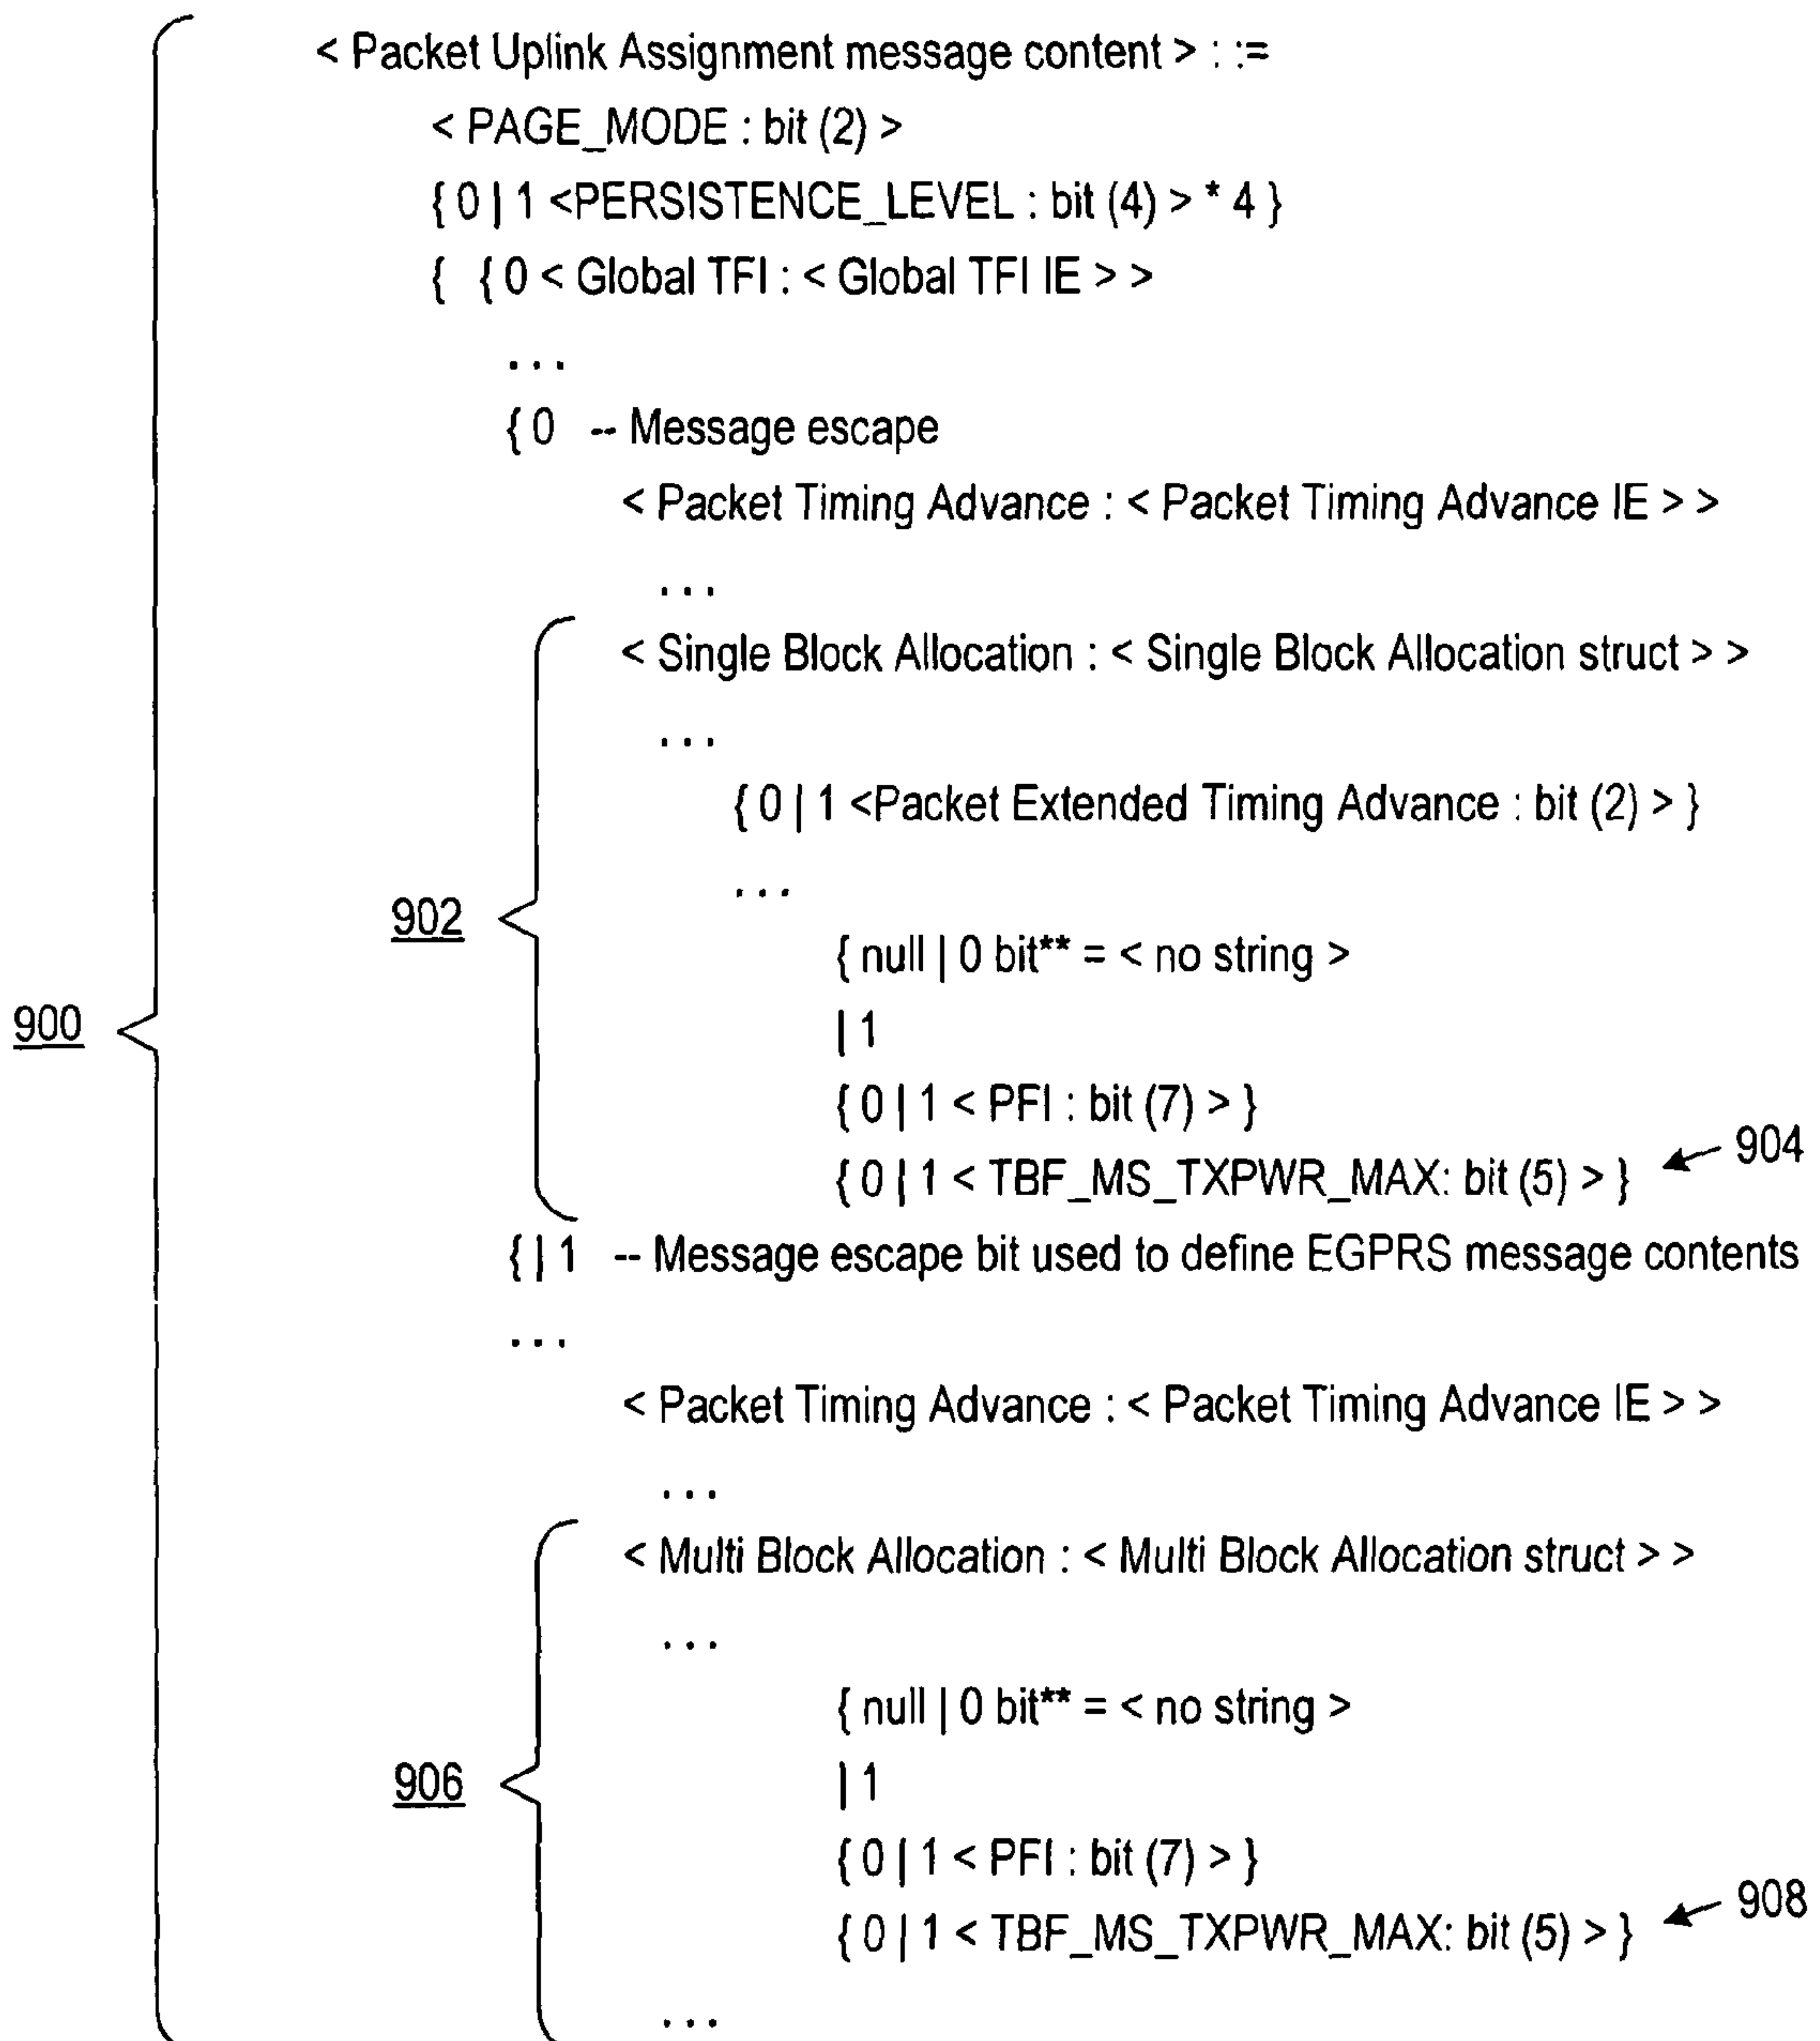 < Packet Uplink Assignment message content > : :=
< PAGE_MODE : bit (2) >
{ 0 | 1 <PERSISTENCE_LEVEL : bit (4) > * 4 }
{ { 0 < Global TFI : < Global TFI IE > >
. . .
{ 0 -- Message escape
< Packet Timing Advance : < Packet Timing Advance IE > >
. . .
< Single Block Allocation : < Single Block Allocation struct > >
. . .
{ 0 | 1 <Packet Extended Timing Advance : bit (2) > }
. . .
902
{ null | 0 bit** = < no string >
900
| 1
{ 0 | 1 < PFI : bit (7) > }
{ 0 | 1 < TBF_MS_TXPWR_MAX: bit (5) > } 904
{ | 1 -- Message escape bit used to define EGPRS message contents
. . .
< Packet Timing Advance : < Packet Timing Advance IE > >
. . .
< Multi Block Allocation : < Multi Block Allocation struct > >
. . .
{ null | 0 bit** = < no string >
906
| 1
{ 0 | 1 < PFI : bit (7) > }
{ 0 | 1 < TBF_MS_TXPWR_MAX: bit (5) > } 908
. . .